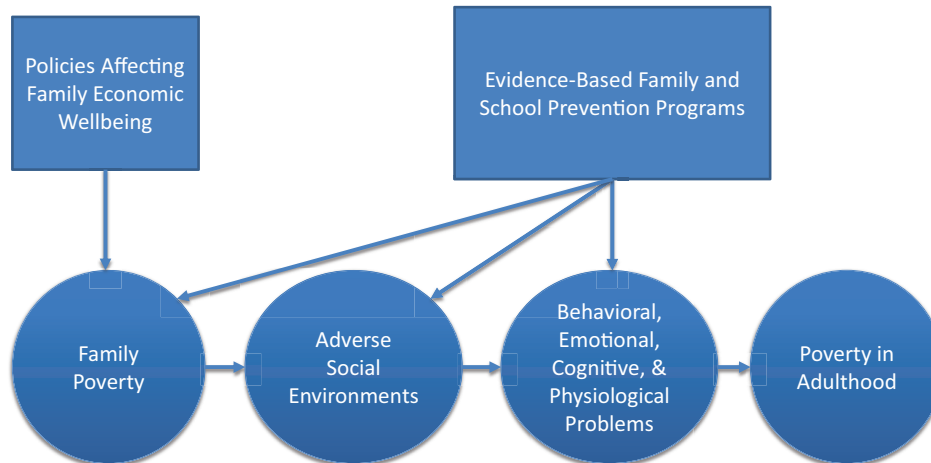 Policies Affecting
Family Economic
Wellbeing
Evidence-Based Family and
School Prevention Programs
Family
Poverty
Adverse
Social
Environments
Behavioral,
Emotional,
Cognitive, &
Physiological
Problems
Poverty in
Adulthood